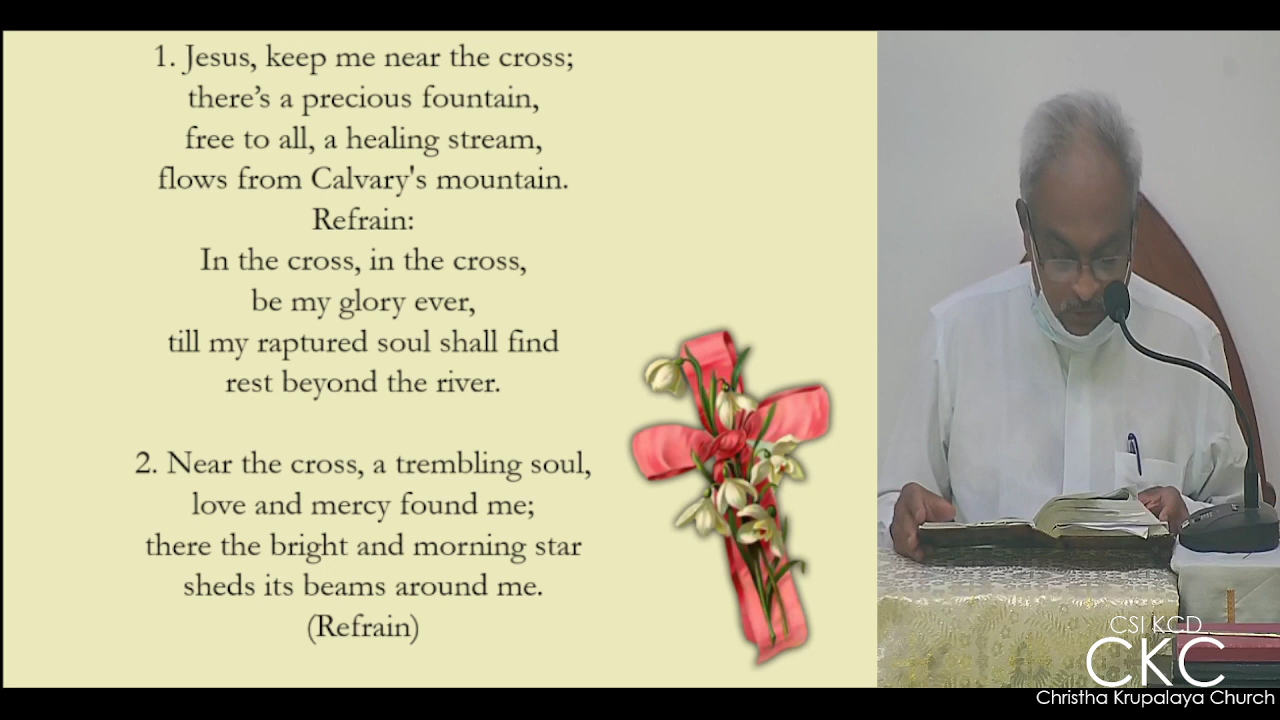 1. Jesus, keep me near the cross;
there’s a precious fountain,
free to all, a healing stream,
flows from Calvary's mountain.
Refrain:
In the cross, in the cross,
be my glory ever,
till my raptured soul shall find
rest beyond the river.
2. Near the cross, a trembling soul,
love and mercy found me;
there the bright and morning star
sheds its beams around me.
(Refrain)
CSI KCD
CKC
Christha Krupalaya Church